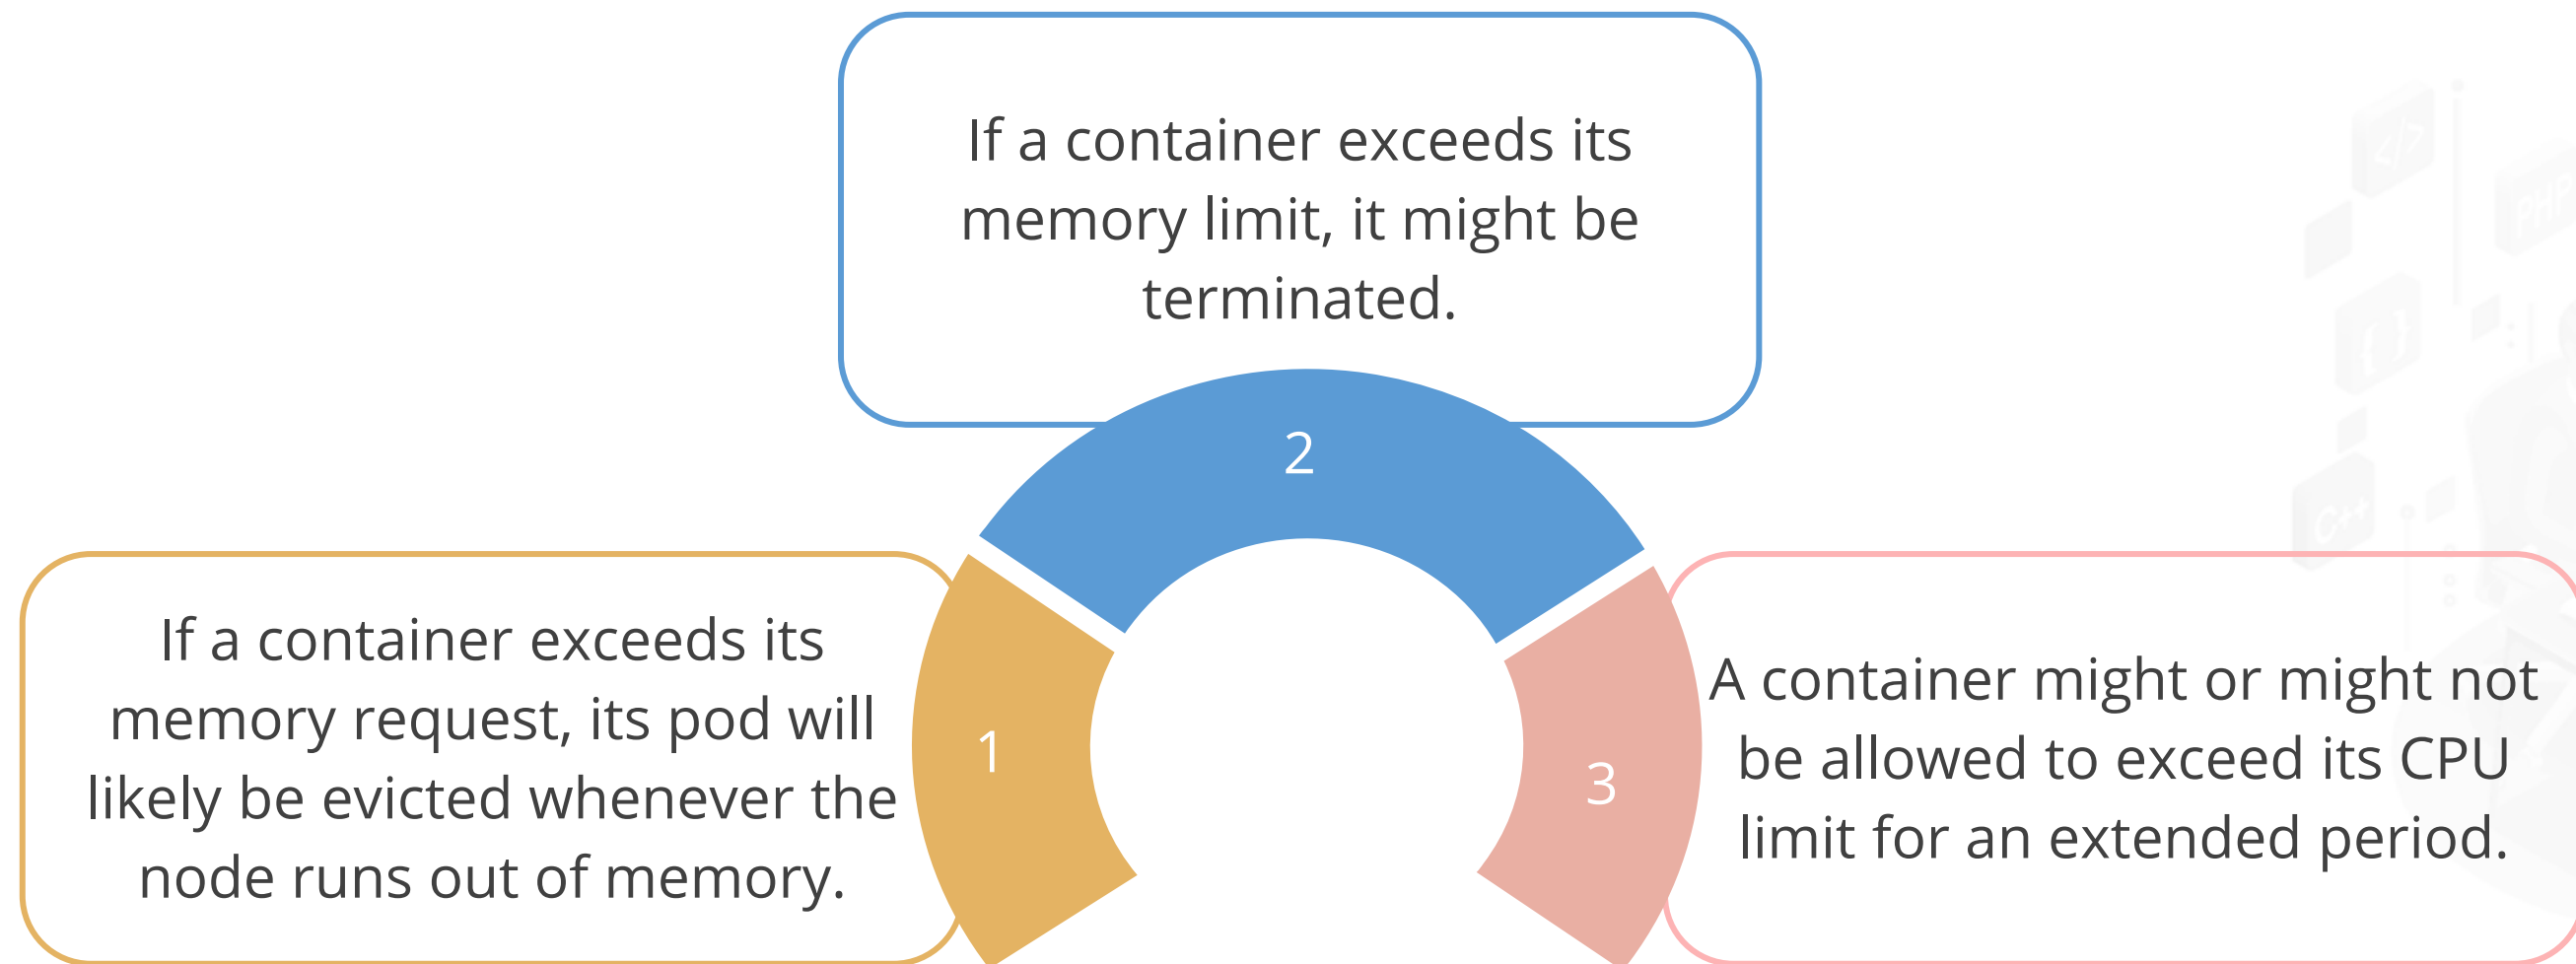 If a container exceeds its
memory limit, it might be
terminated.
2
If a container exceeds its
memory request, its pod will
likely be evicted whenever the
node runs out of memory.
1
A container might or might not
be allowed to exceed its CPU
limit for an extended period.
3
</>
PHP
{ }
C++